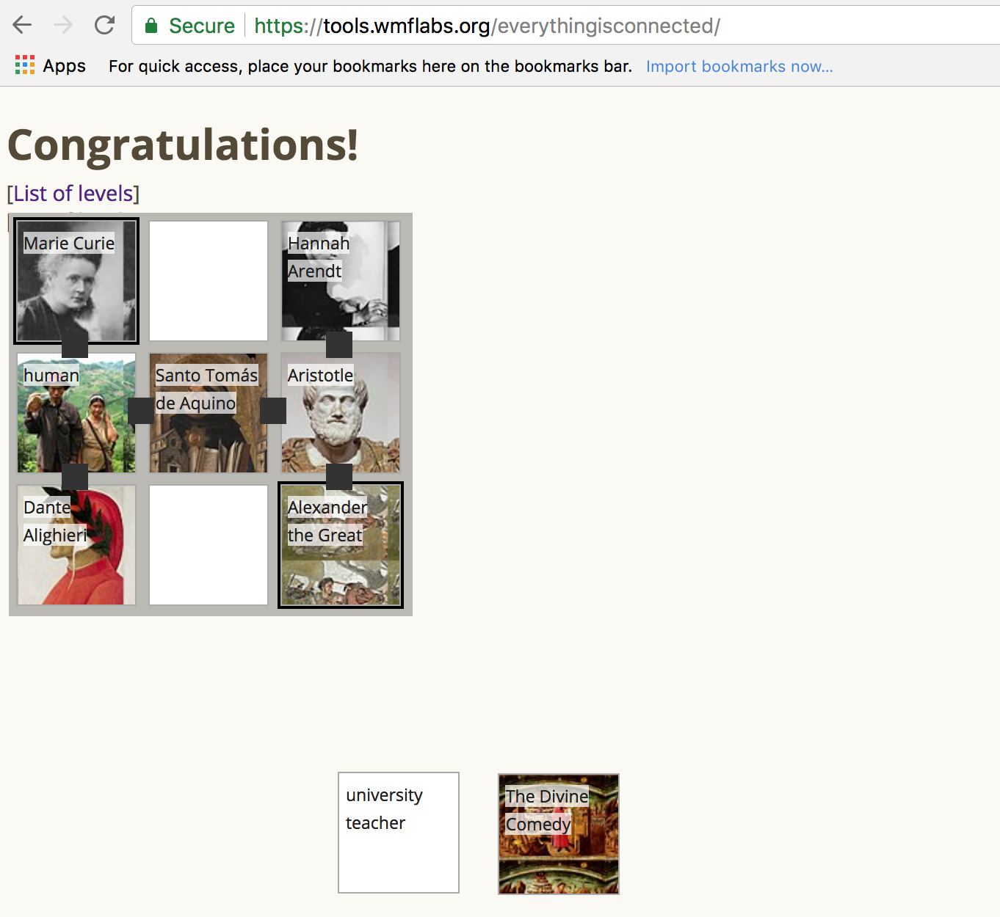 Secure https://tools.wmflabs.org/everythingisconnected/
Apps For quick access, place your bookmarks here on the bookmarks bar. Import bookmarks now...
Congratulations!
[List of levels]
Marie Curie
Hannah
Arendt
human
Santo Tomás
de Aquino
Aristotle
Dante
Alighieri
Alexander
the Great
university
teacher
The Divine
Comedy